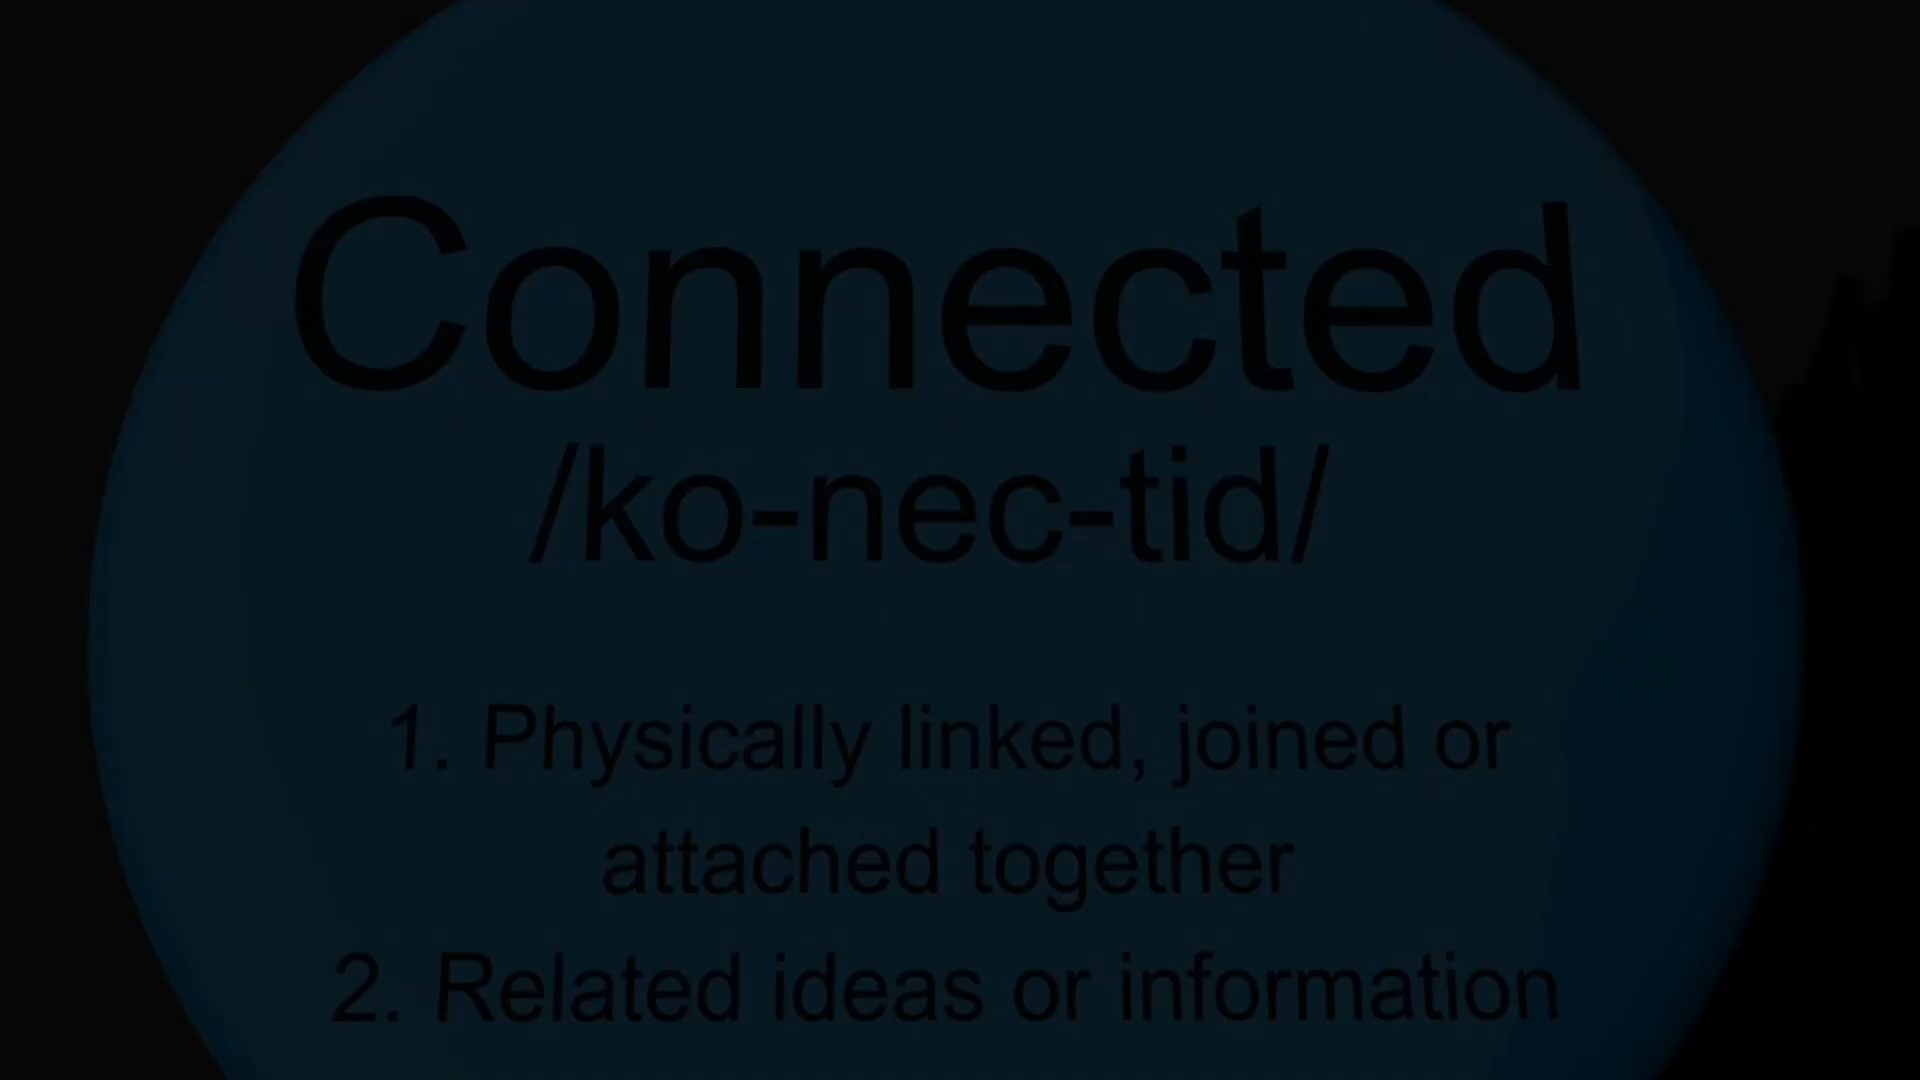 Connected
/ko-nec-tid/
1. Physically linked, joined or
attached together
2. Related ideas or information